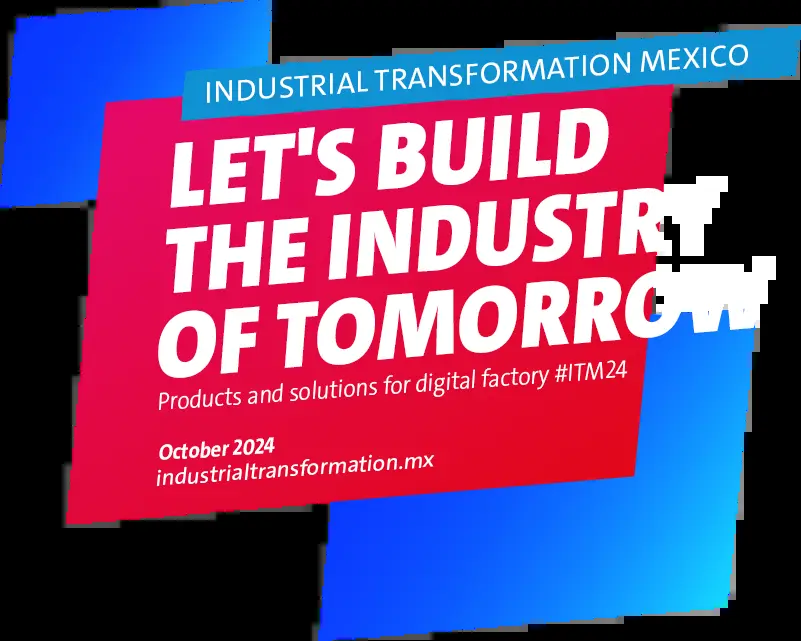 INDUSTRIAL TRANSFORMATION MEXICO
LET'S BUILD
THE INDUSTRY
OF TOMORROW
Products and solutions for digital factory #ITM24
October 2024
industrialtransformation.mx